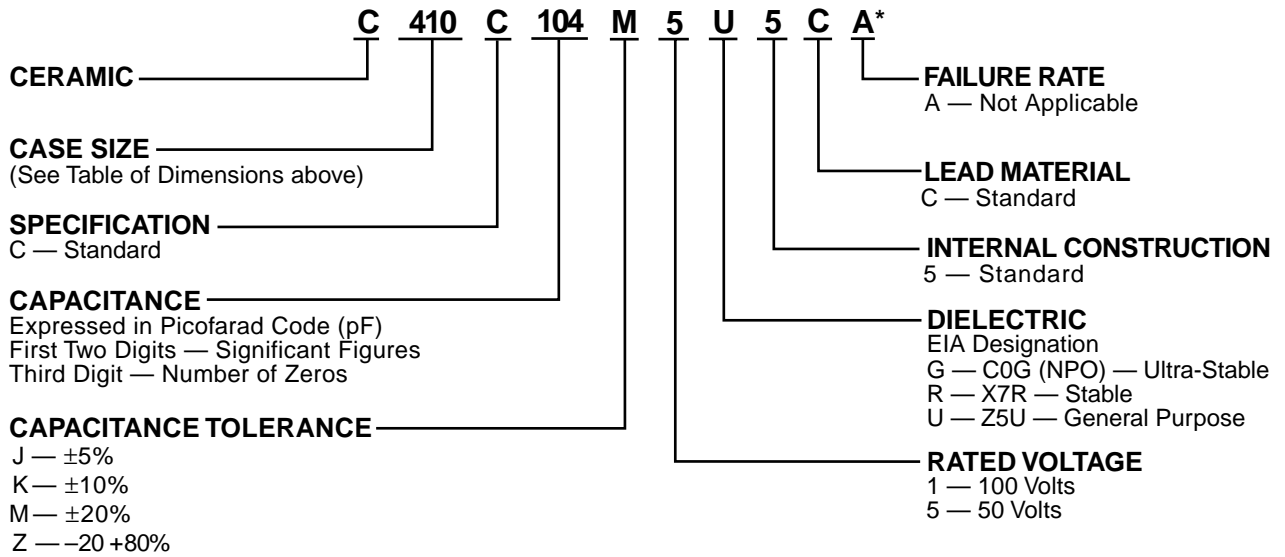 C 410 C 104 M 5 U 5 C A*
CERAMIC
CASE SIZE
(See Table of Dimensions above)
SPECIFICATION
C — Standard
CAPACITANCE
Expressed in Picofarad Code (pF)
First Two Digits — Significant Figures
Third Digit — Number of Zeros
CAPACITANCE TOLERANCE
J — ±5%
K — ±10%
M — ±20%
Z — –20 +80%
FAILURE RATE
A — Not Applicable
LEAD MATERIAL
C — Standard
INTERNAL CONSTRUCTION
5 — Standard
DIELECTRIC
EIA Designation
G — C0G (NPO) — Ultra-Stable
R — X7R — Stable
U — Z5U — General Purpose
RATED VOLTAGE
1 — 100 Volts
5 — 50 Volts